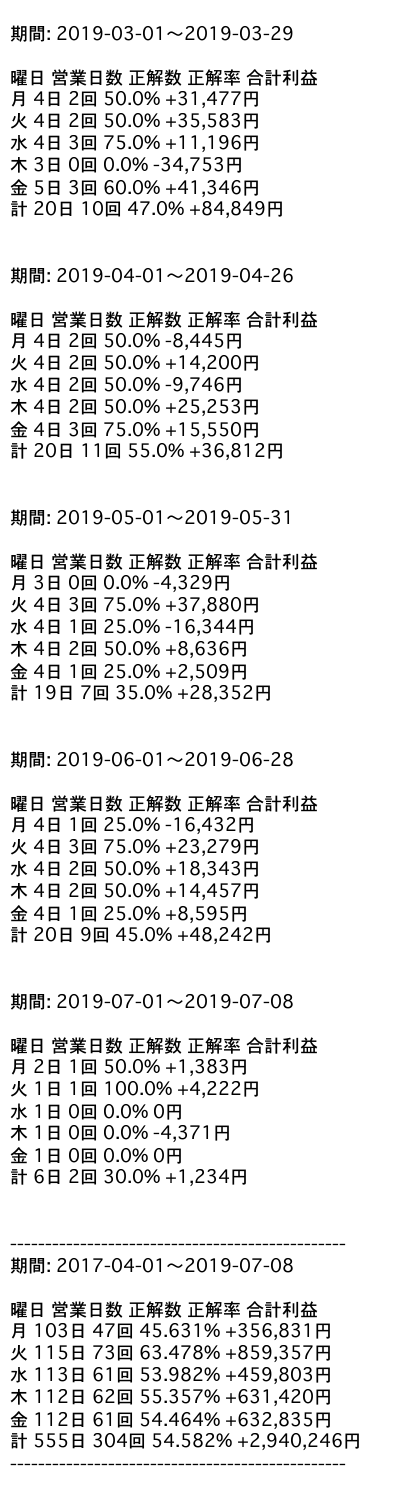 期間: 2019-03-01〜2019-03-29
曜日 営業日数 正解数 正解率 合計利益
月 4日 2回 50.0% +31,477円
火 4日 2回 50.0% +35,583円
水 4日 3回 75.0% +11,196円
木 3日 0回 0.0% -34,753円
金 5日 3回 60.0% +41,346円
計 20日 10回 47.0% +84,849円
期間: 2019-04-01〜2019-04-26
曜日 営業日数 正解数 正解率 合計利益
月 4日 2回 50.0% -8,445円
火 4日 2回 50.0% +14,200円
水 4日 2回 50.0% -9,746円
木 4日 2回 50.0% +25,253円
金 4日 3回 75.0% +15,550円
計 20日 11回 55.0% +36,812円
期間: 2019-05-01〜2019-05-31
曜日 営業日数 正解数 正解率 合計利益
月 3日 0回 0.0% -4,329円
火 4日 3回 75.0% +37,880円
水 4日 1回 25.0% -16,344円
木 4日 2回 50.0% +8,636円
金 4日 1回 25.0% +2,509円
計 19日 7回 35.0% +28,352円
期間: 2019-06-01〜2019-06-28
曜日 営業日数 正解数 正解率 合計利益
月 4日 1回 25.0% -16,432円
火 4日 3回 75.0% +23,279円
水 4日 2回 50.0% +18,343円
木 4日 2回 50.0% +14,457円
金 4日 1回 25.0% +8,595円
計 20日 9回 45.0% +48,242円
期間: 2019-07-01〜2019-07-08
曜日 営業日数 正解数 正解率 合計利益
月 2日 1回 50.0% +1,383円
火 1日 1回 100.0% +4,222円
水 1日 0回 0.0% 0円
木 1日 0回 0.0% -4,371円
金 1日 0回 0.0% 0円
計 6日 2回 30.0% +1,234円
------------------------------------------------
期間: 2017-04-01〜2019-07-08
曜日 営業日数 正解数 正解率 合計利益
月 103日 47回 45.631% +356,831円
火 115日 73回 63.478% +859,357円
水 113日 61回 53.982% +459,803円
木 112日 62回 55.357% +631,420円
金 112日 61回 54.464% +632,835円
計 555日 304回 54.582% +2,940,246円
------------------------------------------------